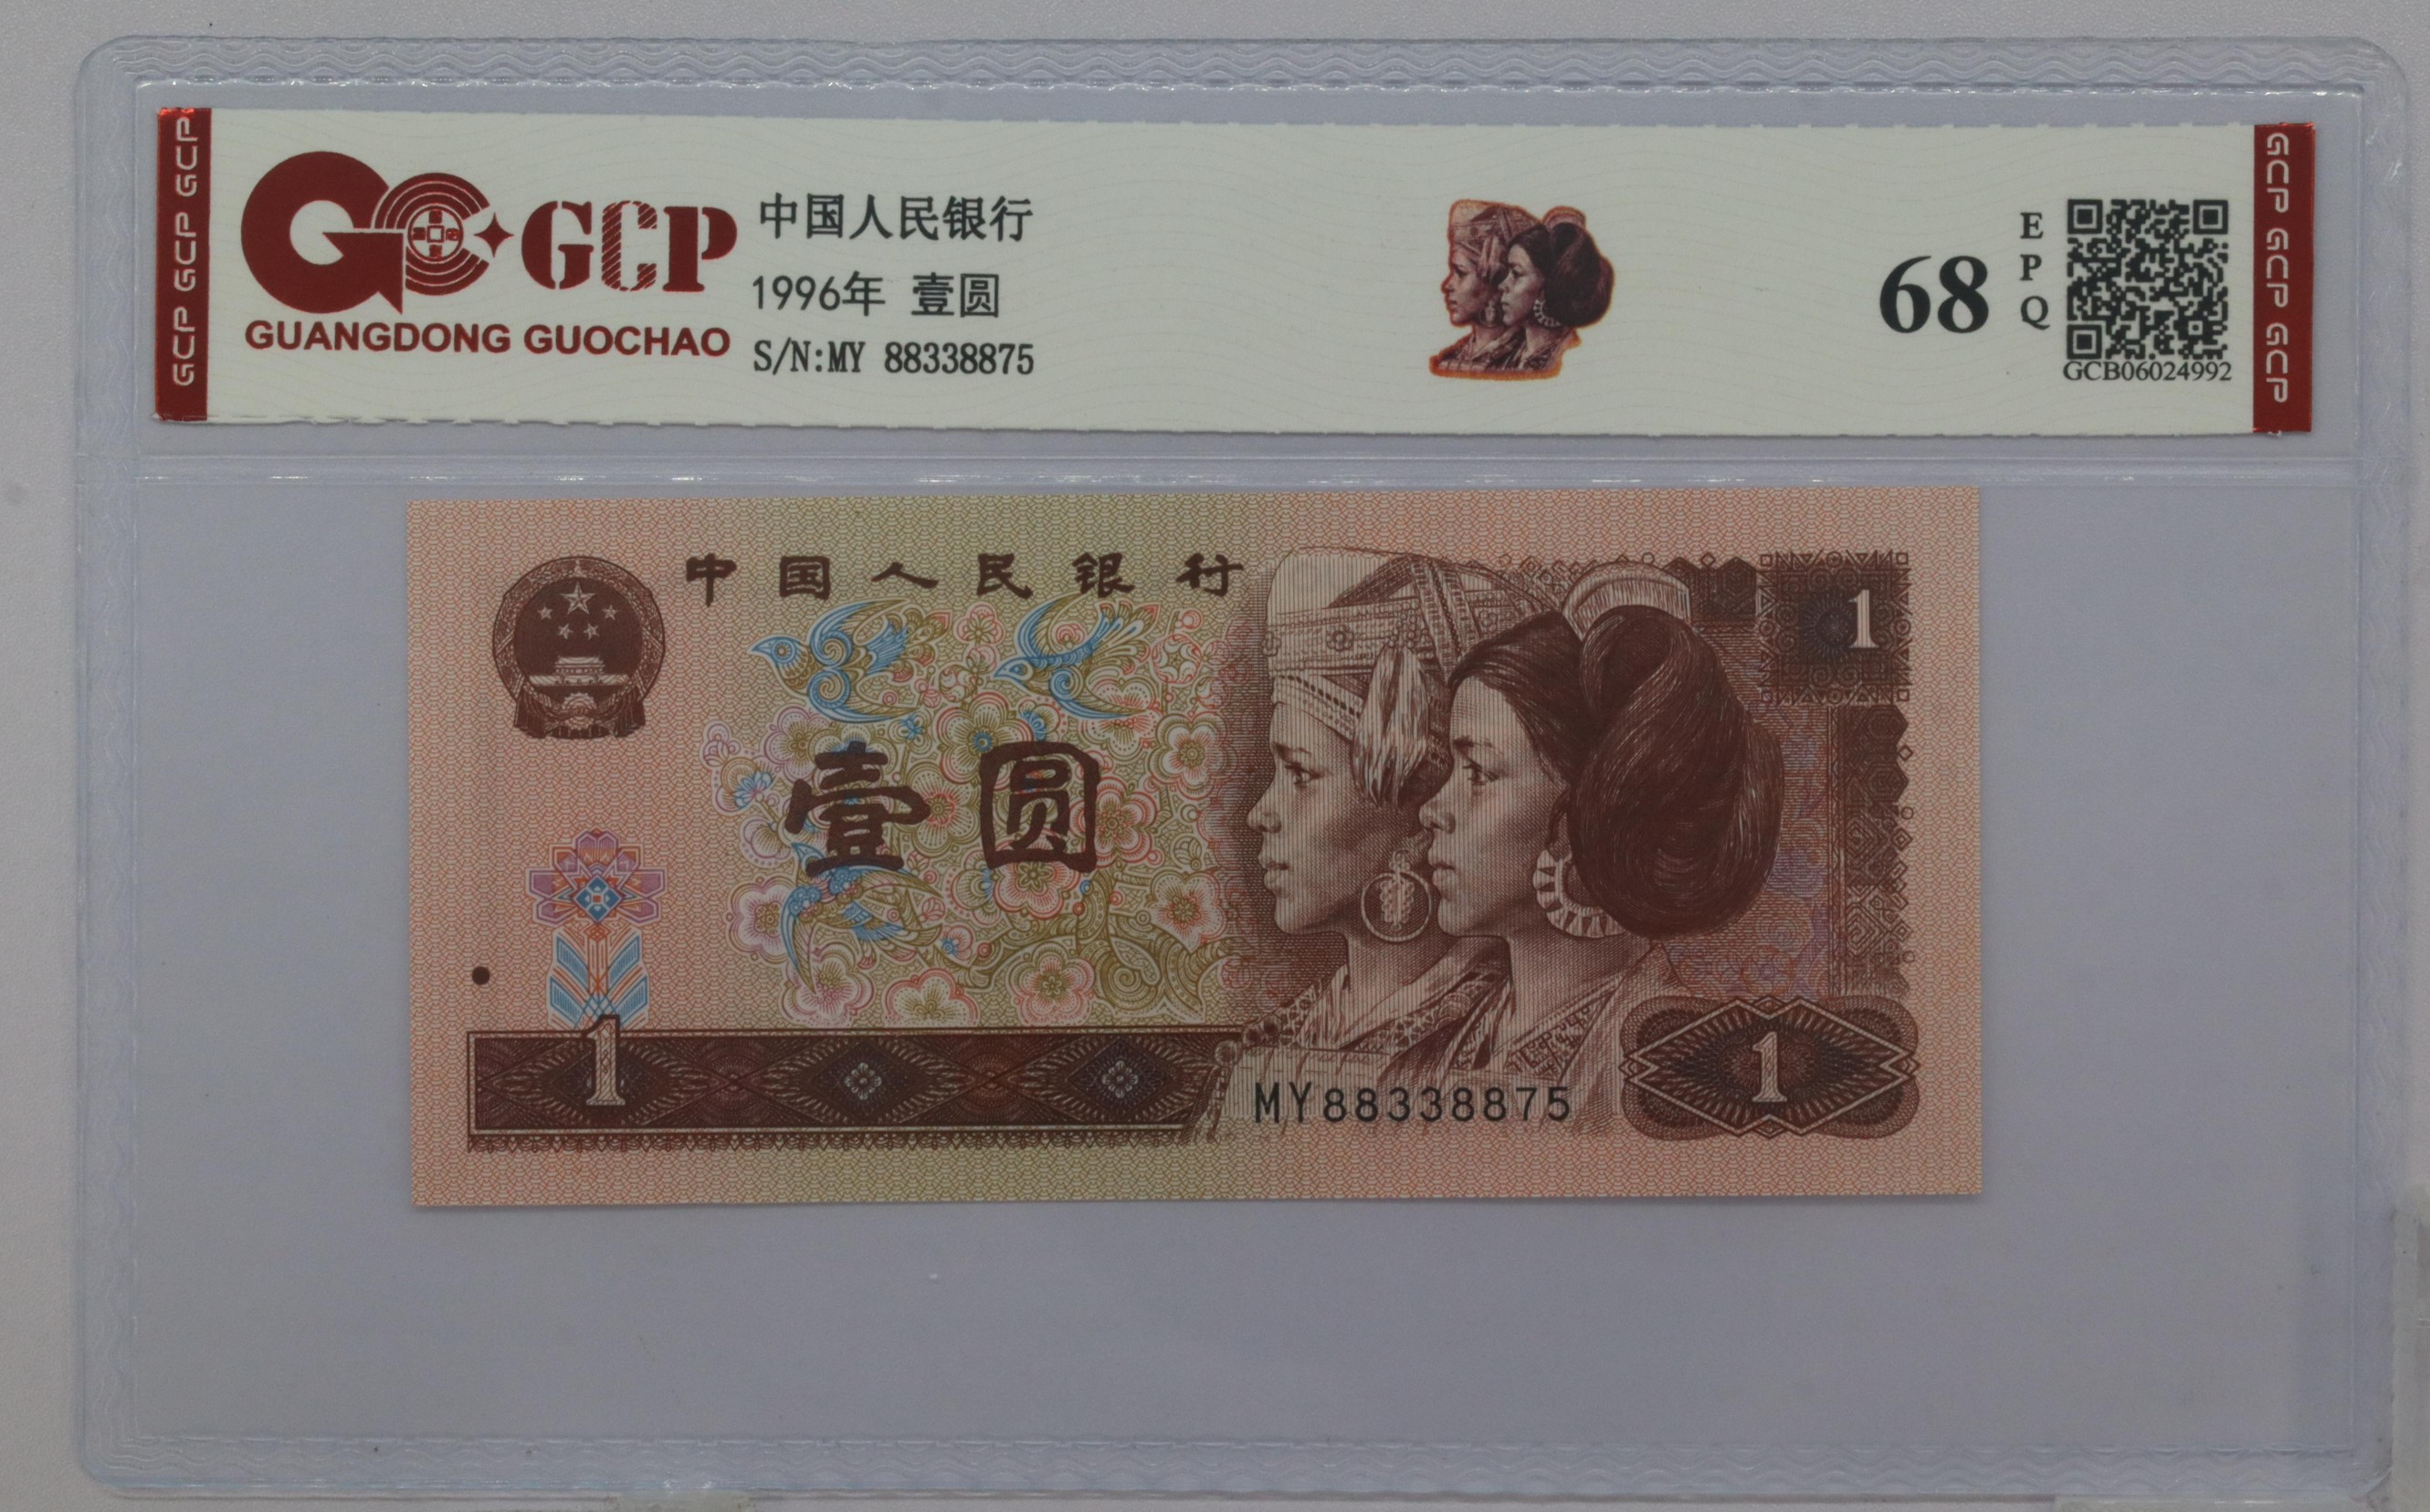 GCP GCP GCP
GCP
GUANGDONG GUOCHAO
中国人民银行
1996年 壹圆
S/N:MY 88338875
68
E
P
Q
GCB06024992
GCP GCP GCP
中国人民银行
1
壹圆
1
MY88338875
1